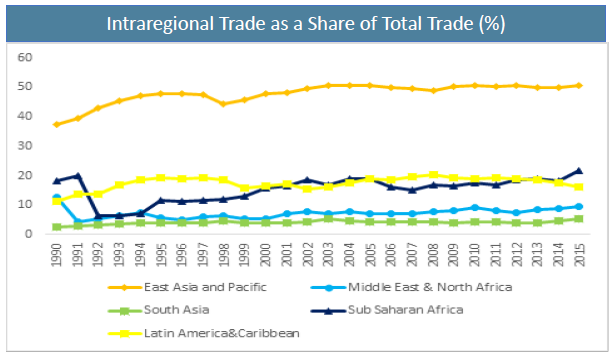 Intraregional Trade as a Share of Total Trade (%)
60
50
40
30
20
10
0
1990 1991 1992 1993 1994 1995 1996 1997 1998 1999 2000 2001 2002 2003 2004 2005 2006 2007 2008 2009 2010 2011 2012 2013 2014 2015
East Asia and Pacific Middle East & North Africa
South Asia Sub Saharan Africa
Latin America&Caribbean